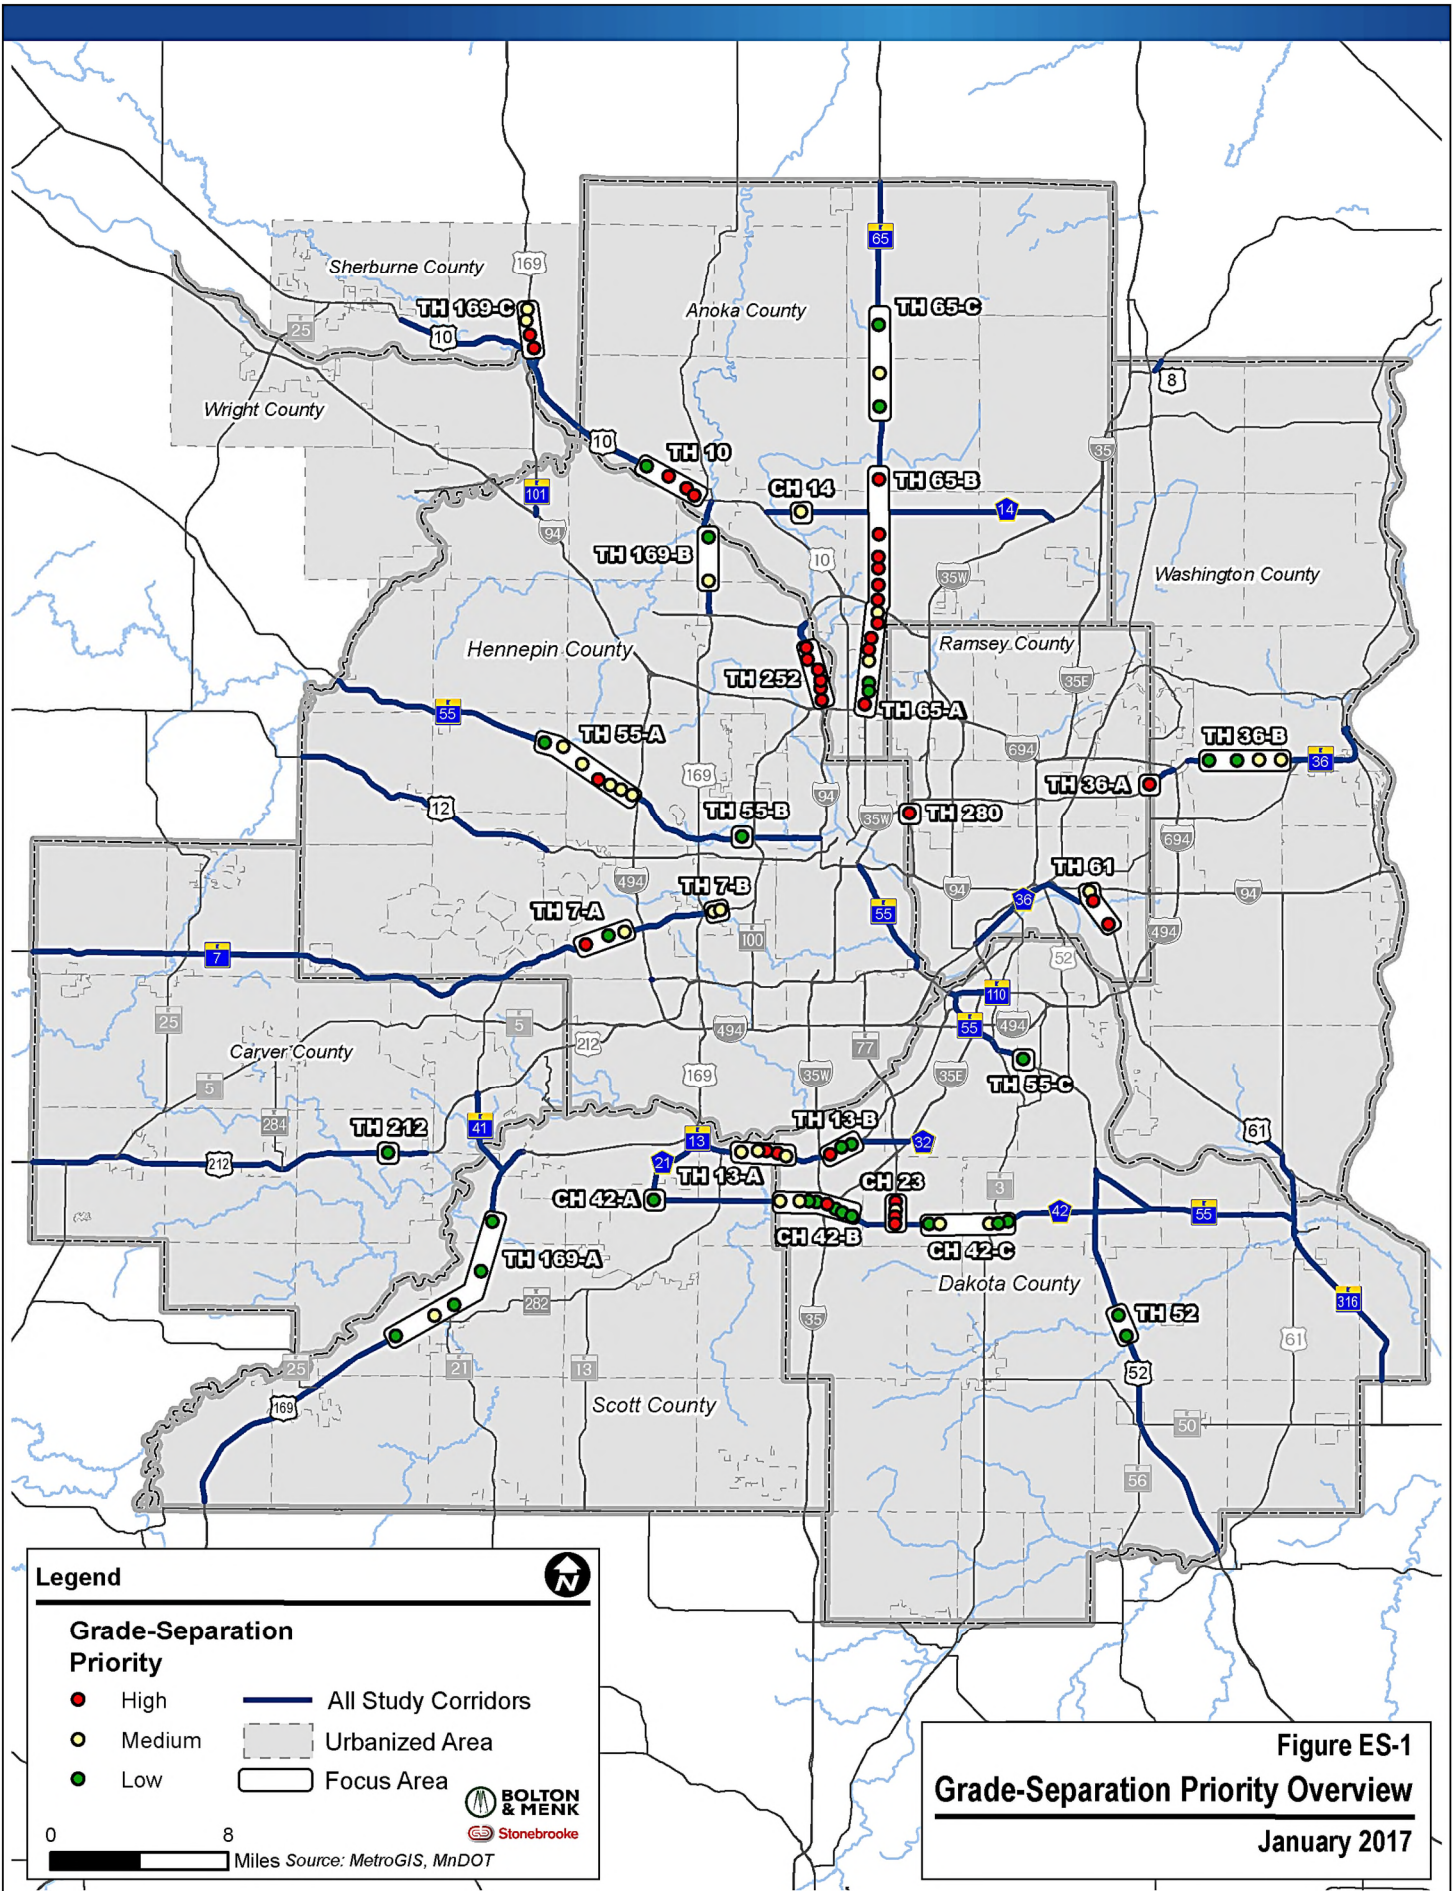 65
Sherburne County
169
TH 169-C
TH 65-C
Anoka County
25
10
8
Wright County
10
TH 10
35
TH 65-B
CH 14
101
14
94
TH 169-B
10
35W
Washington County
Hennepin County
Ramsey County
TH 252
35E
55
TH 65-A
TH 55-A
694
TH 36-B
36
169
TH 36-A
12
94
TH 55-B
35W
TH 280
694
TH 61
494
TH 7-B
94
94
36
TH 7-A
55
100
494
7
52
110
25
5
494
55
494
212
77
Carver County
5
169
35W
35E
TH 55-C
284
TH 212
41
TH 13-B
61
13
32
212
21
TH 13-A
CH 23
3
CH 42-A
42
55
CH 42-B
CH 42-C
TH 169-A
Dakota County
282
316
35
TH 52
61
25
21
13
52
169
Scott County
50
56
Legend
N
Grade-Separation
Priority
High
All Study Corridors
Medium
Urbanized Area
Low
Focus Area
BOLTON
& MENK
Stonebrooke
0
8
Miles Source: MetroGIS, MnDOT
Figure ES-1
Grade-Separation Priority Overview
January 2017